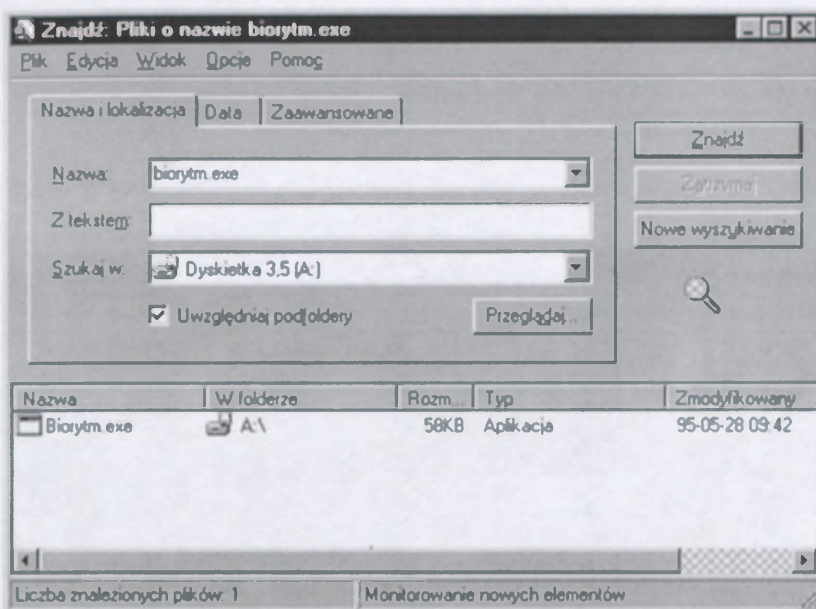 Znajdź: Pliki o nazwie biorytm.exe
Plik Edycja Widok Opcje Pomoc
Nazwa i lokalizacja Data Zaawansowane
Nazwa: biorytm.exe
Z tekstem:
Szukaj w: Dyskietka 3,5 (A:)
Uwzględniaj podfoldery
Przeglądaj...
Znajdź
Zatrzymaj
Nowe wyszykiwanie
Nazwa W folderze Rozm... Typ Zmodyfikowany
Biorytm.exe A:\ 58KB Aplikacja 95-05-28 09:42
Liczba znalezionych plików: 1 Monitorowanie nowych elementów